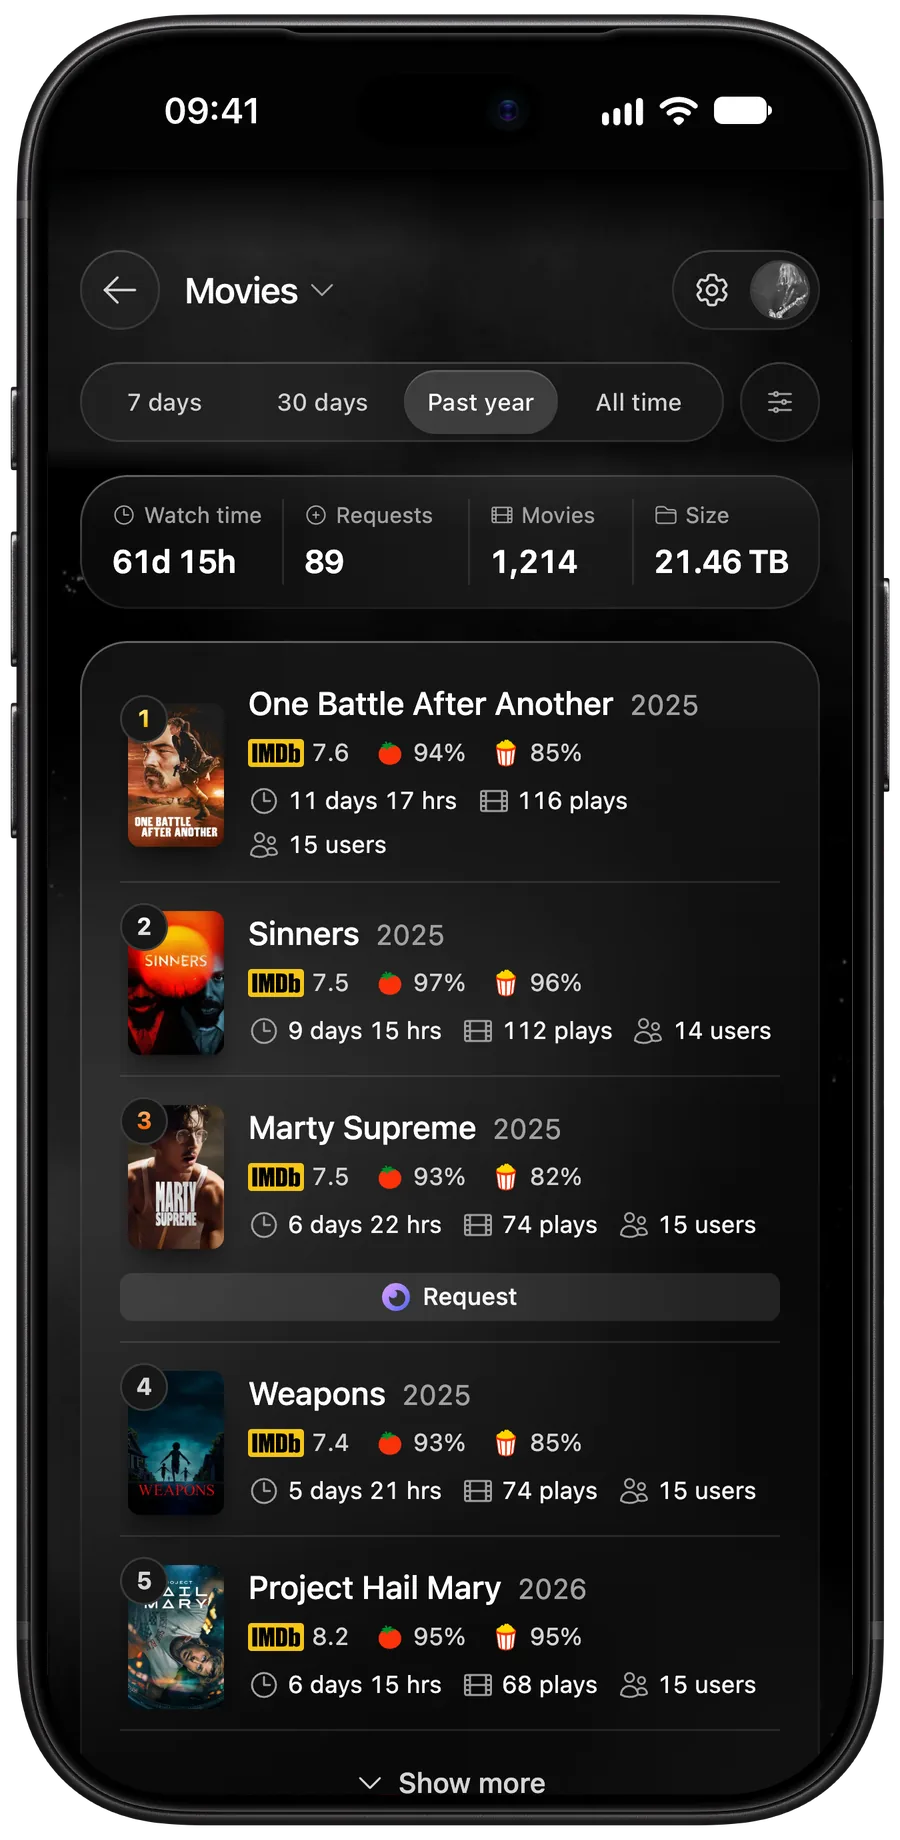 09:41
Movies
7 days 30 days Past year All time
Watch time Requests Movies Size
61d 15h 89 1,214 21.46 TB
1
ONE BATTLE
AFTER ANOTHER
One Battle After Another 2025
IMDb 7.6 94% 85%
11 days 17 hrs 116 plays
15 users
2
SINNERS
Sinners 2025
IMDb 7.5 97% 96%
9 days 15 hrs 112 plays 14 users
3
MARTY
SUPREME
Marty Supreme 2025
IMDb 7.5 93% 82%
6 days 22 hrs 74 plays 15 users
Request
4
WEAPONS
Weapons 2025
IMDb 7.4 93% 85%
5 days 21 hrs 74 plays 15 users
5
MARY
Project Hail Mary 2026
IMDb 8.2 95% 95%
6 days 15 hrs 68 plays 15 users
Show more